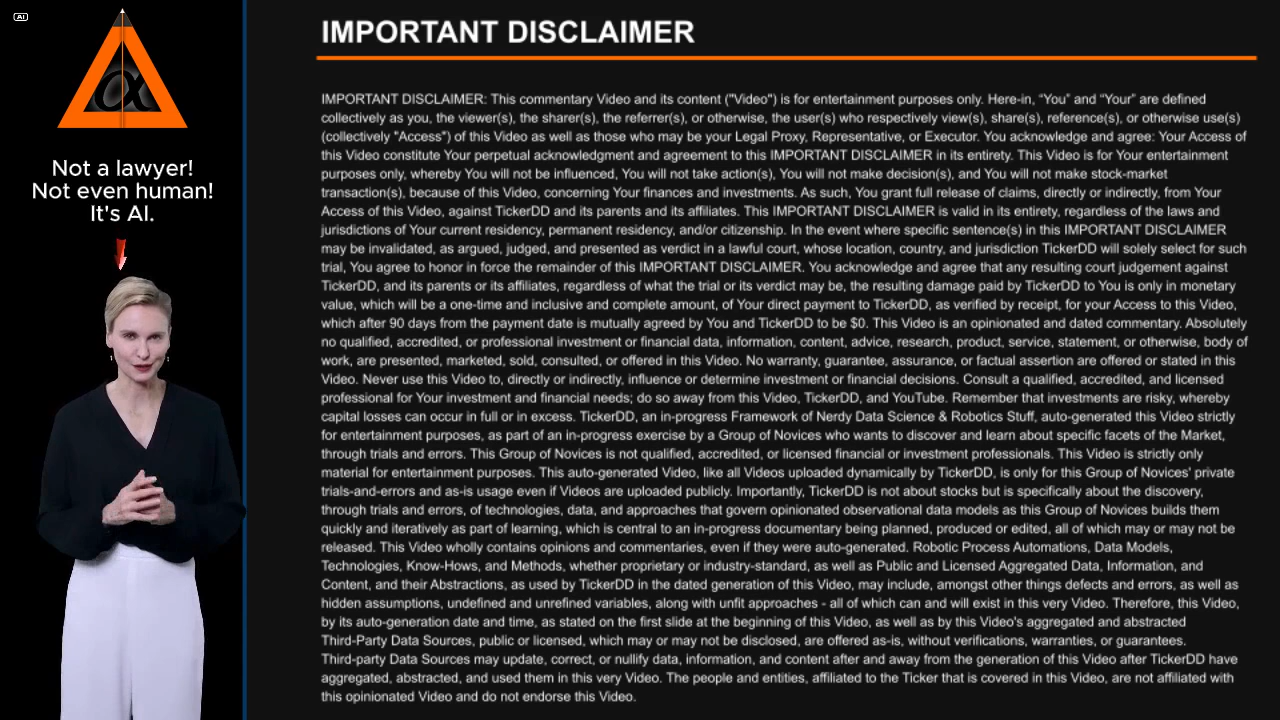 AI
α
Not a lawyer!
Not even human!
It's AI.
IMPORTANT DISCLAIMER
IMPORTANT DISCLAIMER: This commentary Video and its content ("Video") is for entertainment purposes only. Here-in, “You” and “Your” are defined
collectively as you, the viewer(s), the sharer(s), the referrer(s), or otherwise, the user(s) who respectively view(s), share(s), reference(s), or otherwise use(s)
(collectively "Access") of this Video as well as those who may be your Legal Proxy, Representative, or Executor. You acknowledge and agree: Your Access of
this Video constitute Your perpetual acknowledgment and agreement to this IMPORTANT DISCLAIMER in its entirety. This Video is for Your entertainment
purposes only, whereby You will not be influenced, You will not take action(s), You will not make decision(s), and You will not make stock-market
transaction(s), because of this Video, concerning Your finances and investments. As such, You grant full release of claims, directly or indirectly, from Your
Access of this Video, against TickerDD and its parents and its affiliates. This IMPORTANT DISCLAIMER is valid in its entirety, regardless of the laws and
jurisdictions of Your current residency, permanent residency, and/or citizenship. In the event where specific sentence(s) in this IMPORTANT DISCLAIMER
may be invalidated, as argued, judged, and presented as verdict in a lawful court, whose location, country, and jurisdiction TickerDD will solely select for such
trial, You agree to honor in force the remainder of this IMPORTANT DISCLAIMER. You acknowledge and agree that any resulting court judgement against
TickerDD, and its parents or its affiliates, regardless of what the trial or its verdict may be, the resulting damage paid by TickerDD to You is only in monetary
value, which will be a one-time and inclusive and complete amount, of Your direct payment to TickerDD, as verified by receipt, for your Access to this Video,
which after 90 days from the payment date is mutually agreed by You and TickerDD to be $0. This Video is an opinionated and dated commentary. Absolutely
no qualified, accredited, or professional investment or financial data, information, content, advice, research, product, service, statement, or otherwise, body of
work, are presented, marketed, sold, consulted, or offered in this Video. No warranty, guarantee, assurance, or factual assertion are offered or stated in this
Video. Never use this Video to, directly or indirectly, influence or determine investment or financial decisions. Consult a qualified, accredited, and licensed
professional for Your investment and financial needs; do so away from this Video, TickerDD, and YouTube. Remember that investments are risky, whereby
capital losses can occur in full or in excess. TickerDD, an in-progress Framework of Nerdy Data Science & Robotics Stuff, auto-generated this Video strictly
for entertainment purposes, as part of an in-progress exercise by a Group of Novices who wants to discover and learn about specific facets of the Market,
through trials and errors. This Group of Novices is not qualified, accredited, or licensed financial or investment professionals. This Video is strictly only
material for entertainment purposes. This auto-generated Video, like all Videos uploaded dynamically by TickerDD, is only for this Group of Novices' private
trials-and-errors and as-is usage even if Videos are uploaded publicly. Importantly, TickerDD is not about stocks but is specifically about the discovery,
through trials and errors, of technologies, data, and approaches that govern opinionated observational data models as this Group of Novices builds them
quickly and iteratively as part of learning, which is central to an in-progress documentary being planned, produced or edited, all of which may or may not be
released. This Video wholly contains opinions and commentaries, even if they were auto-generated. Robotic Process Automations, Data Models,
Technologies, Know-Hows, and Methods, whether proprietary or industry-standard, as well as Public and Licensed Aggregated Data, Information, and
Content, and their Abstractions, as used by TickerDD in the dated generation of this Video, may include, amongst other things defects and errors, as well as
hidden assumptions, undefined and unrefined variables, along with unfit approaches - all of which can and will exist in this very Video. Therefore, this Video,
by its auto-generation date and time, as stated on the first slide at the beginning of this Video, as well as by this Video's aggregated and abstracted
Third-Party Data Sources, public or licensed, which may or may not be disclosed, are offered as-is, without verifications, warranties, or guarantees.
Third-party Data Sources may update, correct, or nullify data, information, and content after and away from the generation of this Video after TickerDD have
aggregated, abstracted, and used them in this very Video. The people and entities, affiliated to the Ticker that is covered in this Video, are not affiliated with
this opinionated Video and do not endorse this Video.